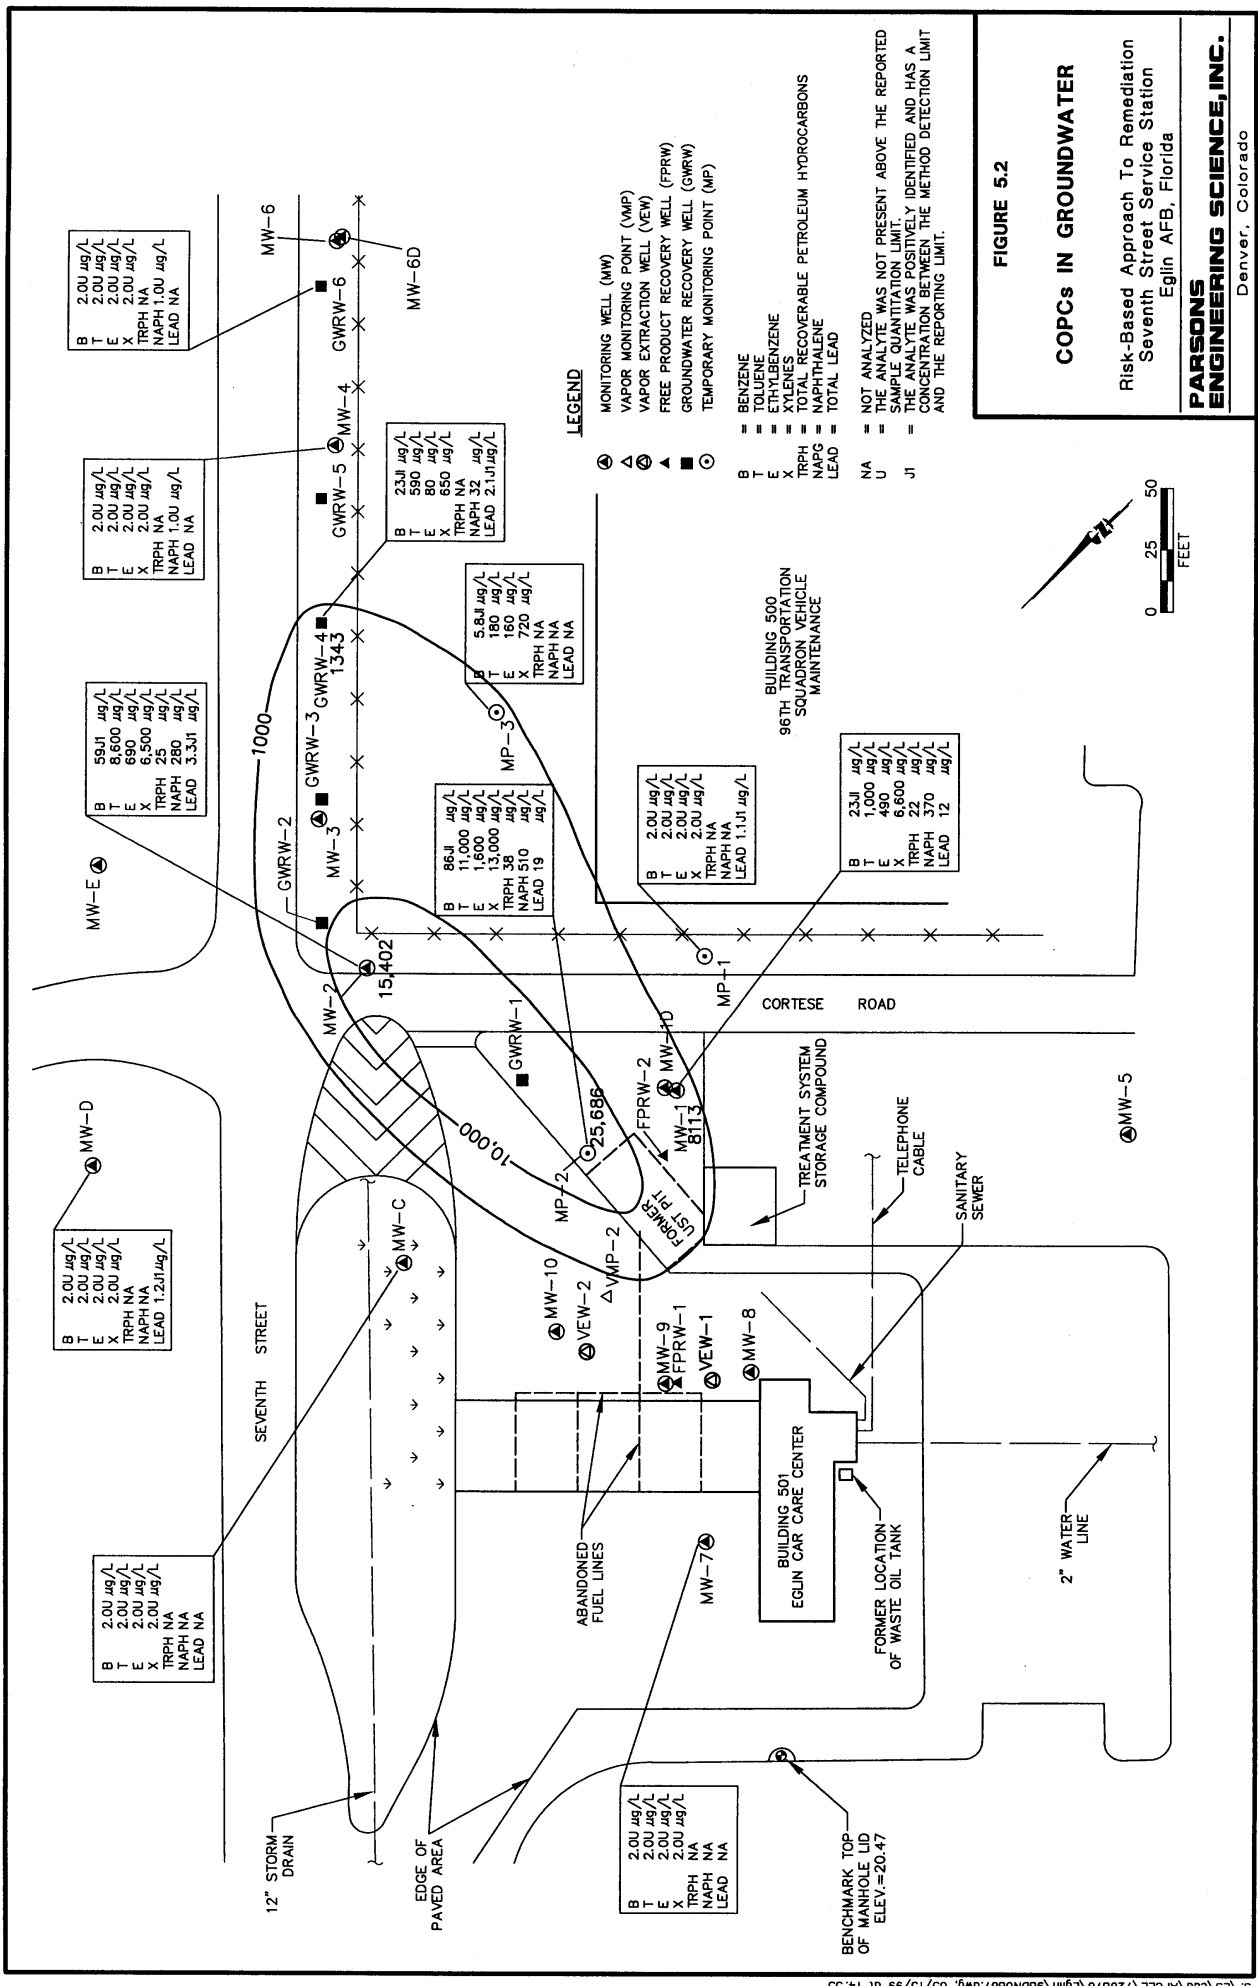 B 2.0U µg/L
T 2.0U µg/L
E 2.0U µg/L
X 2.0U µg/L
TRPH NA
NAPH NA
LEAD NA
B 2.0U µg/L
T 2.0U µg/L
E 2.0U µg/L
X 2.0U µg/L
TRPH NA
NAPH NA
LEAD 1.2J1µg/L
B 59J1 µg/L
T 8,600 µg/L
E 690 µg/L
X 6,500 µg/L
TRPH 25 µg/L
NAPH 280 µg/L
LEAD 3.3J1 µg/L
B 2.0U µg/L
T 2.0U µg/L
E 2.0U µg/L
X 2.0U µg/L
TRPH NA
NAPH 1.0U µg/L
LEAD NA
B 2.0U µg/L
T 2.0U µg/L
E 2.0U µg/L
X 2.0U µg/L
TRPH NA
NAPH 1.0U µg/L
LEAD NA
MW-D
MW-E
MW-6
MW-6D
SEVENTH STREET
12" STORM
DRAIN
EDGE OF
PAVED AREA
MW-C
MW-2
15,402
GWRW-2
MW-3
GWRW-3
GWRW-4
1343
GWRW-5
MW-4
GWRW-6
1000
10,000
B 23J1 µg/L
T 590 µg/L
E 80 µg/L
X 650 µg/L
TRPH NA
NAPH 32 µg/L
LEAD 2.1J1µg/L
B 5.8J1 µg/L
T 180 µg/L
E 160 µg/L
X 720 µg/L
TRPH NA
NAPH NA
LEAD NA
MP-3
B 86J1 µg/L
T 11,000 µg/L
E 1,600 µg/L
X 13,000 µg/L
TRPH 38 µg/L
NAPH 510 µg/L
LEAD 19 µg/L
GWRW-1
MP-2
25,686
MW-10
VEW-2
VMP-2
FORMER
UST PIT
FPRW-2
MW-1D
MW-1
8113
MP-1
B 2.0U µg/L
T 2.0U µg/L
E 2.0U µg/L
X 2.0U µg/L
TRPH NA
NAPH NA
LEAD 1.1J1 µg/L
B 23J1 µg/L
T 1,000 µg/L
E 490 µg/L
X 6,600 µg/L
TRPH 22 µg/L
NAPH 370 µg/L
LEAD 12 µg/L
ABANDONED
FUEL LINES
MW-9
FPRW-1
VEW-1
MW-8
MW-7
B 2.0U µg/L
T 2.0U µg/L
E 2.0U µg/L
X 2.0U µg/L
TRPH NA
NAPH NA
LEAD NA
BUILDING 501
EGLIN CAR CARE CENTER
FORMER LOCATION
OF WASTE OIL TANK
BENCHMARK TOP
OF MANHOLE LID
ELEV.=20.47
2" WATER
LINE
SANITARY
SEWER
TELEPHONE
CABLE
TREATMENT SYSTEM
STORAGE COMPOUND
CORTESE ROAD
MW-5
BUILDING 500
96TH TRANSPORTATION
SQUADRON VEHICLE
MAINTENANCE
LEGEND
MONITORING WELL (MW)
VAPOR MONITORING POINT (VMP)
VAPOR EXTRACTION WELL (VEW)
FREE PRODUCT RECOVERY WELL (FPRW)
GROUNDWATER RECOVERY WELL (GWRW)
TEMPORARY MONITORING POINT (MP)
B = BENZENE
T = TOLUENE
E = ETHYLBENZENE
X = XYLENES
TRPH = TOTAL RECOVERABLE PETROLEUM HYDROCARBONS
NAPG = NAPHTHALENE
LEAD = TOTAL LEAD
NA = NOT ANALYZED
U = THE ANALYTE WAS NOT PRESENT ABOVE THE REPORTED
SAMPLE QUANTITATION LIMIT.
J1 = THE ANALYTE WAS POSITIVELY IDENTIFIED AND HAS A
CONCENTRATION BETWEEN THE METHOD DETECTION LIMIT
AND THE REPORTING LIMIT.
N
0 25 50
FEET
FIGURE 5.2
COPCs IN GROUNDWATER
Risk-Based Approach To Remediation
Seventh Street Service Station
Eglin AFB, Florida
PARSONS
ENGINEERING SCIENCE, INC.
Denver, Colorado